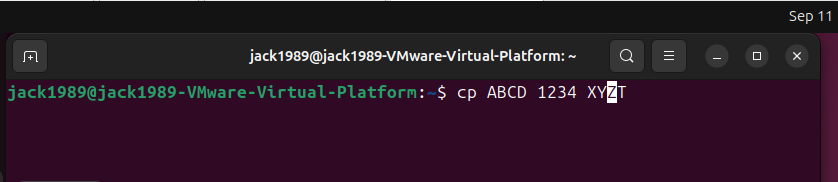 Sep 11
jack1989@jack1989-VMware-Virtual-Platform: ~
jack1989@jack1989-VMware-Virtual-Platform:~$ cp ABCD 1234 XYZT